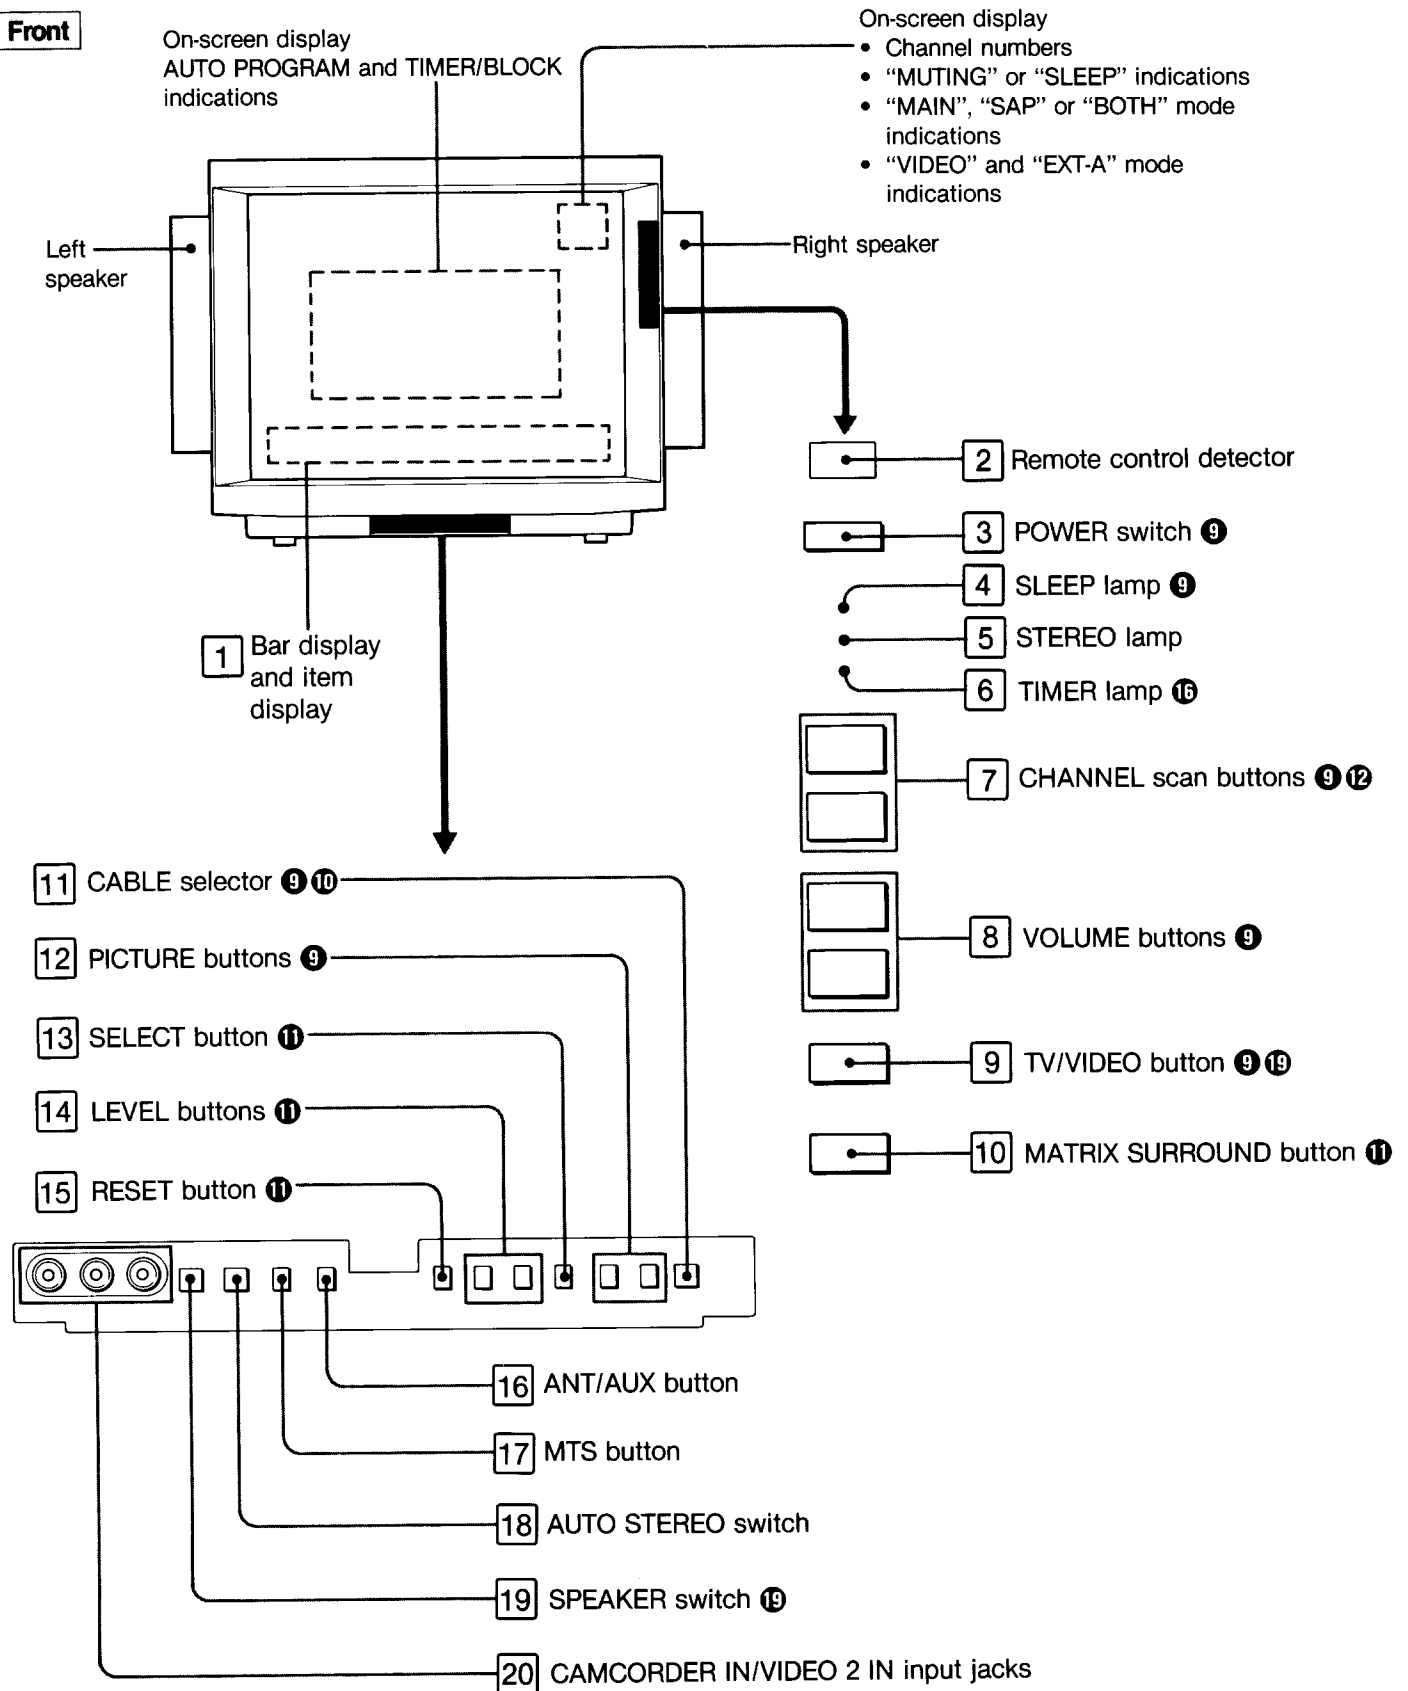 Front
On-screen display
AUTO PROGRAM and TIMER/BLOCK
indications
On-screen display
• Channel numbers
• “MUTING” or “SLEEP” indications
• “MAIN”, “SAP” or “BOTH” mode
indications
• “VIDEO” and “EXT-A” mode
indications
Left
speaker
Right speaker
1 Bar display
and item
display
2 Remote control detector
3 POWER switch ❾
4 SLEEP lamp ❾
5 STEREO lamp
6 TIMER lamp ⓰
7 CHANNEL scan buttons ❾⓬
8 VOLUME buttons ❾
9 TV/VIDEO button ❾⓳
10 MATRIX SURROUND button ⓫
11 CABLE selector ❾❿
12 PICTURE buttons ❾
13 SELECT button ⓫
14 LEVEL buttons ⓫
15 RESET button ⓫
16 ANT/AUX button
17 MTS button
18 AUTO STEREO switch
19 SPEAKER switch ⓳
20 CAMCORDER IN/VIDEO 2 IN input jacks